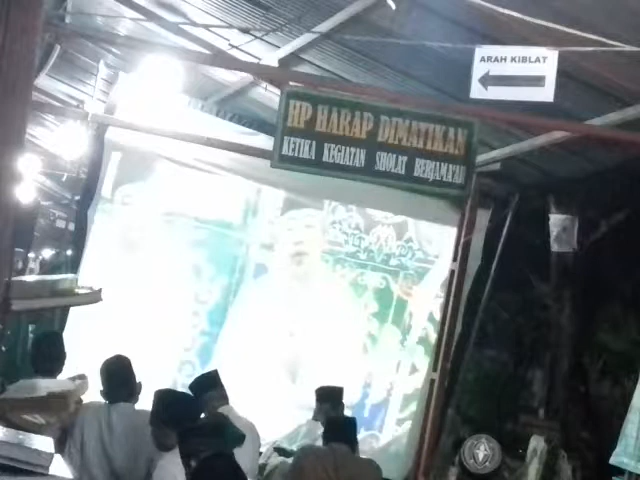 ARAH KIBLAT
HP HARAP DIMATIKAN
KETIKA KEGIATAN SHOLAT BERJAMA'AH